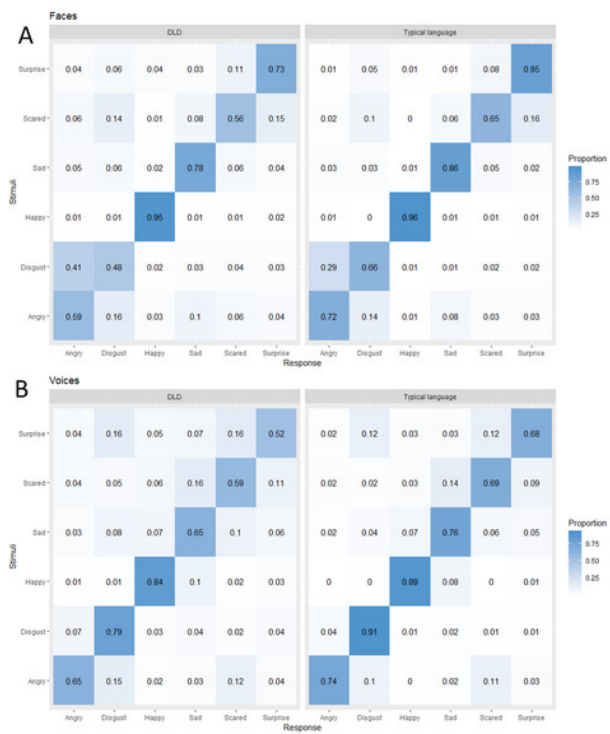 A
Faces
DLD Typical language
Stimuli
Surprise 0.04 0.06 0.04 0.03 0.11 0.73 0.01 0.05 0.01 0.01 0.08 0.85
Scared 0.06 0.14 0.01 0.08 0.56 0.15 0.02 0.1 0 0.06 0.65 0.16
Sad 0.05 0.06 0.02 0.78 0.06 0.04 0.03 0.03 0.01 0.86 0.05 0.02
Happy 0.01 0.01 0.95 0.01 0.01 0.02 0.01 0 0.96 0.01 0.01 0.01
Disgust 0.41 0.48 0.02 0.03 0.04 0.03 0.29 0.66 0.01 0.01 0.02 0.02
Angry 0.59 0.16 0.03 0.1 0.06 0.04 0.72 0.14 0.01 0.08 0.03 0.03
Angry Disgust Happy Sad Scared Surprise Angry Disgust Happy Sad Scared Surprise
Response
Proportion
0.75
0.50
0.25
B
Voices
DLD Typical language
Stimuli
Surprise 0.04 0.16 0.05 0.07 0.16 0.52 0.02 0.12 0.03 0.03 0.12 0.68
Scared 0.04 0.05 0.06 0.16 0.59 0.11 0.02 0.02 0.03 0.14 0.69 0.09
Sad 0.03 0.08 0.07 0.65 0.1 0.06 0.02 0.04 0.07 0.76 0.06 0.05
Happy 0.01 0.01 0.84 0.1 0.02 0.03 0 0 0.89 0.08 0 0.01
Disgust 0.07 0.79 0.03 0.04 0.02 0.04 0.04 0.91 0.01 0.02 0.01 0.01
Angry 0.65 0.15 0.02 0.03 0.12 0.04 0.74 0.1 0 0.02 0.11 0.03
Angry Disgust Happy Sad Scared Surprise Angry Disgust Happy Sad Scared Surprise
Response
Proportion
0.75
0.50
0.25